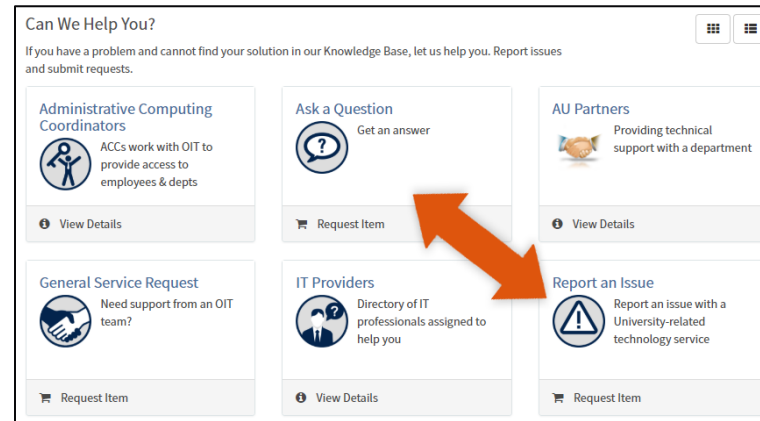 Can We Help You?
If you have a problem and cannot find your solution in our Knowledge Base, let us help you. Report issues
and submit requests.
Administrative Computing
Coordinators
ACCs work with OIT to
provide access to
employees & depts
View Details
Ask a Question
Get an answer
Request Item
AU Partners
Providing technical
support with a department
View Details
General Service Request
Need support from an OIT
team?
Request Item
IT Providers
Directory of IT
professionals assigned to
help you
View Details
Report an Issue
Report an issue with a
University-related
technology service
Request Item